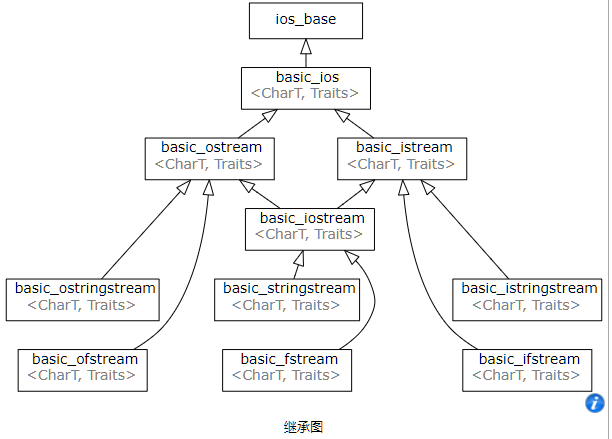 ios_base
basic_ios
<CharT, Traits>
basic_ostream
<CharT, Traits>
basic_istream
<CharT, Traits>
basic_iostream
<CharT, Traits>
basic_ostringstream
<CharT, Traits>
basic_stringstream
<CharT, Traits>
basic_istringstream
<CharT, Traits>
basic_ofstream
<CharT, Traits>
basic_fstream
<CharT, Traits>
basic_ifstream
<CharT, Traits>
i
继承图